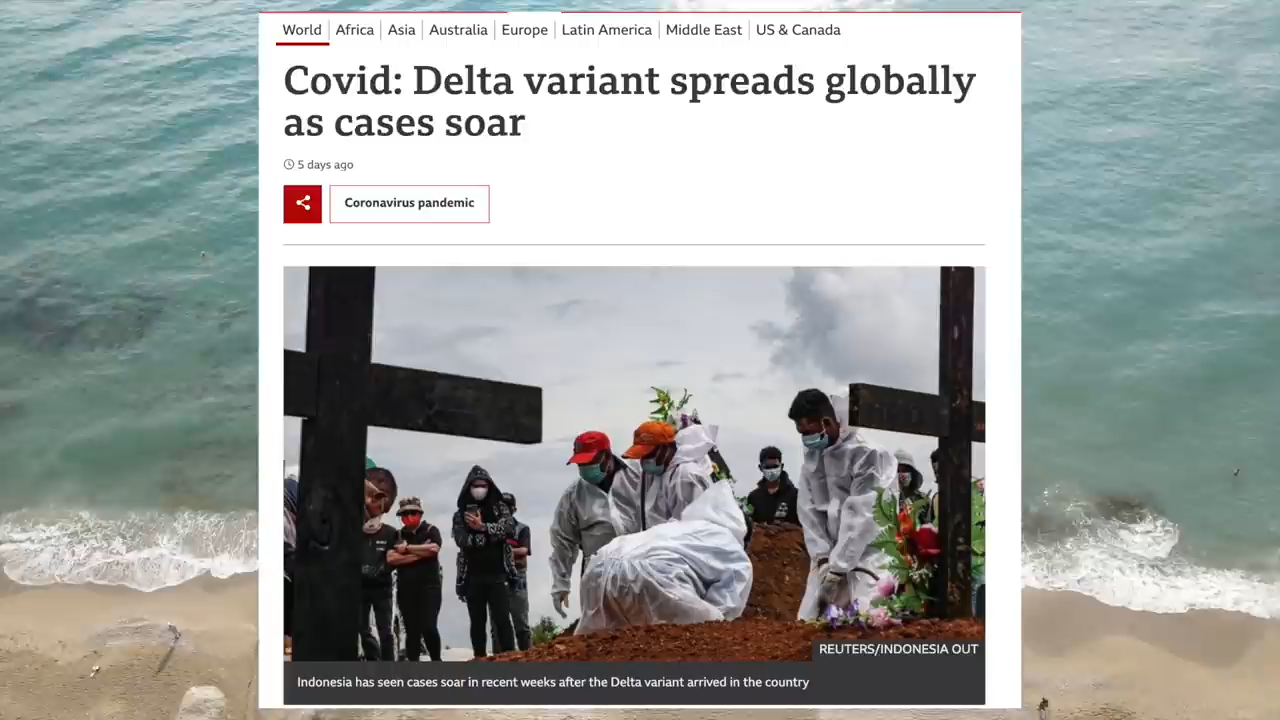 World Africa Asia Australia Europe Latin America Middle East US & Canada
Covid: Delta variant spreads globally
as cases soar
5 days ago
Coronavirus pandemic
REUTERS/INDONESIA OUT
Indonesia has seen cases soar in recent weeks after the Delta variant arrived in the country